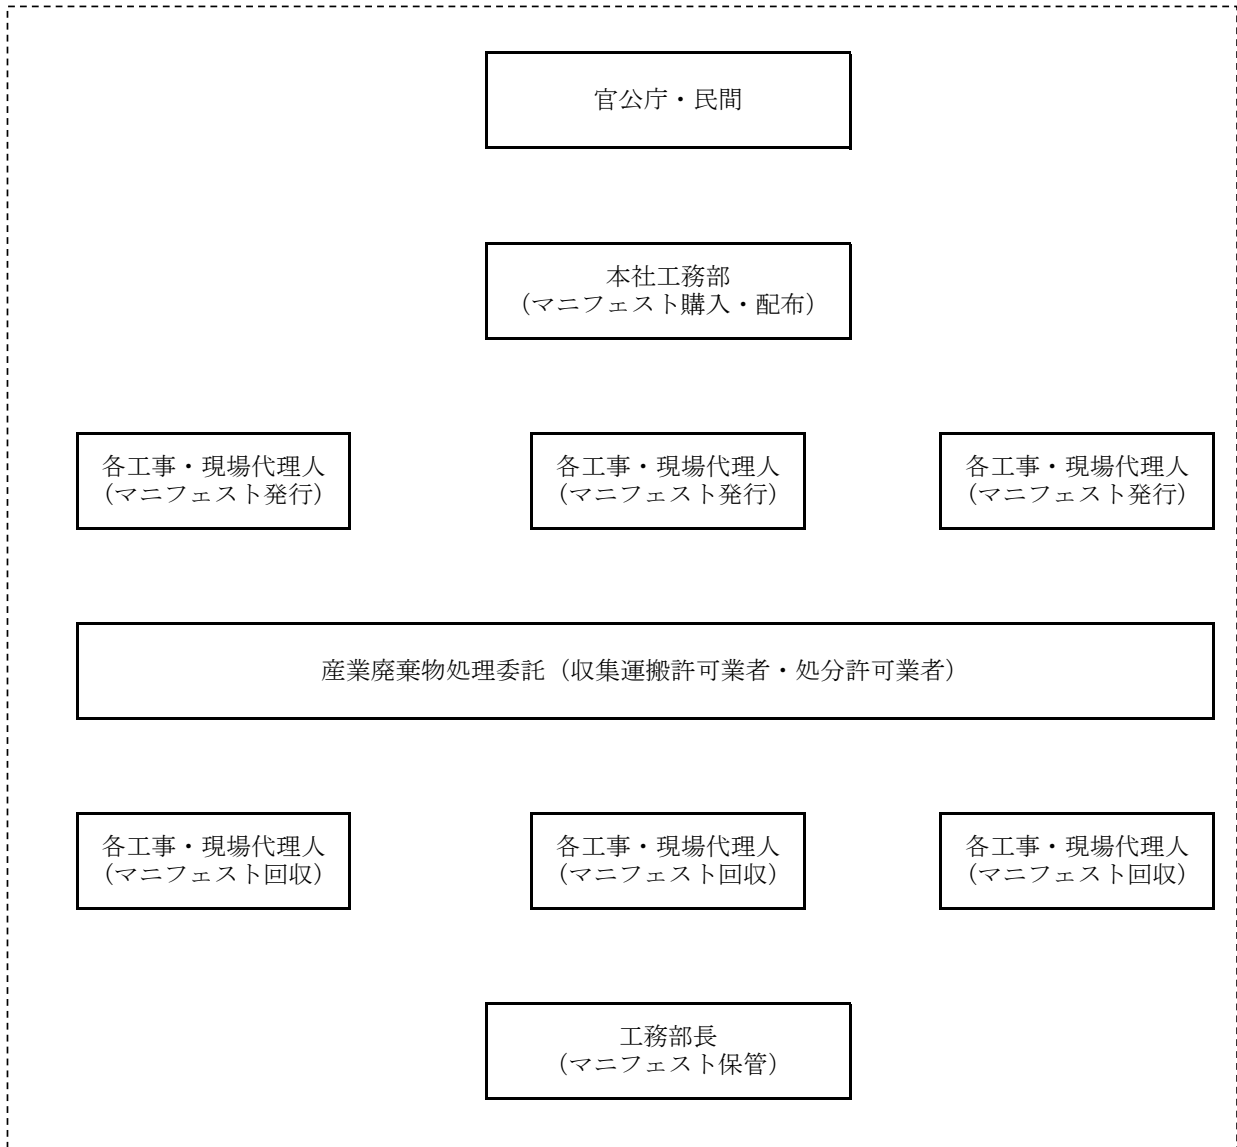 官公庁・民間
本社工務部
（マニフェスト購入・配布）
各工事・現場代理人
（マニフェスト発行）
各工事・現場代理人
（マニフェスト発行）
各工事・現場代理人
（マニフェスト発行）
産業廃棄物処理委託（収集運搬許可業者・処分許可業者）
各工事・現場代理人
（マニフェスト回収）
各工事・現場代理人
（マニフェスト回収）
各工事・現場代理人
（マニフェスト回収）
工務部長
（マニフェスト保管）